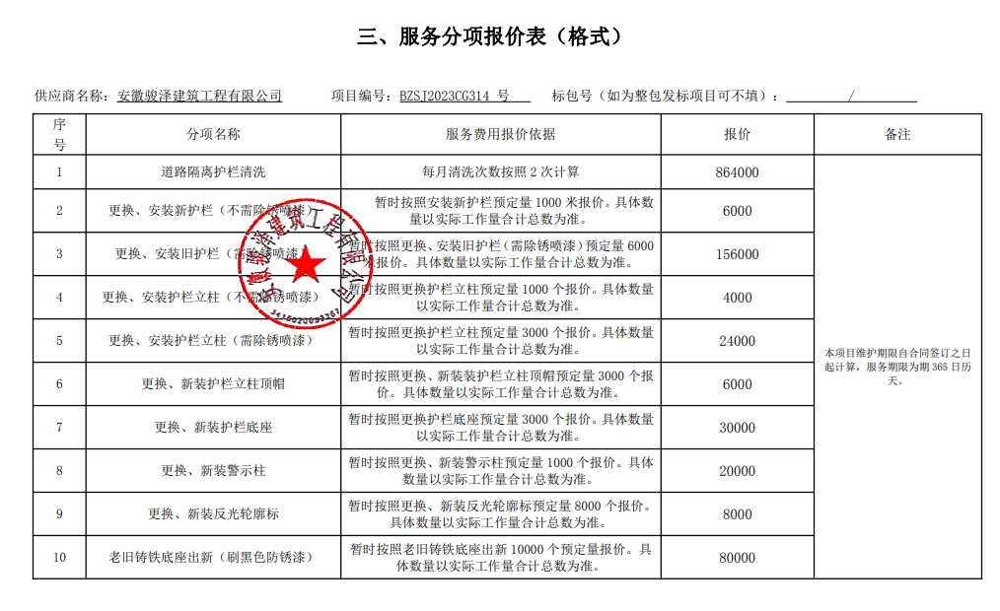 三、服务分项报价表（格式）
供应商名称：安徽骏泽建筑工程有限公司 项目编号：BZSJ2023CG314 号 标包号（如为整包发标项目可不填）： /
序号 分项名称 服务费用报价依据 报价 备注
1 道路隔离护栏清洗 每月清洗次数按照 2 次计算 864000
2 更换、安装新护栏（不需除锈喷漆） 暂时按照安装新护栏预定量 1000 米报价。具体数
量以实际工作量合计总数为准。 6000
3 更换、安装旧护栏（需除锈喷漆） 暂时按照更换、安装旧护栏（需除锈喷漆）预定量 6000
米报价。具体数量以实际工作量合计总数为准。 156000
4 更换、安装护栏立柱（不需除锈喷漆） 暂时按照更换护栏立柱预定量 1000 个报价。具体数量
以实际工作量合计总数为准。 4000
5 更换、安装护栏立柱（需除锈喷漆） 暂时按照更换护栏立柱预定量 3000 个报价。具体数量
以实际工作量合计总数为准。 24000
6 更换、新装护栏立柱顶帽 暂时按照更换、新装装护栏立柱顶帽预定量 3000 个报
价。具体数量以实际工作量合计总数为准。 6000
7 更换、新装护栏底座 暂时按照更换护栏底座预定量 3000 个报价。具体数量
以实际工作量合计总数为准。 30000
8 更换、新装警示柱 暂时按照更换、新装警示柱预定量 1000 个报价。具体
数量以实际工作量合计总数为准。 20000
9 更换、新装反光轮廓标 暂时按照更换、新装反光轮廓标预定量 8000 个报价。
具体数量以实际工作量合计总数为准。 8000
10 老旧铸铁底座出新（刷黑色防锈漆） 暂时按照老旧铸铁底座出新 10000 个预定量报价。具
体数量以实际工作量合计总数为准。 80000
本项目维护期限自合同签订之日
起计算，服务期限为期 365 日历
天。
安徽骏泽建筑工程有限公司